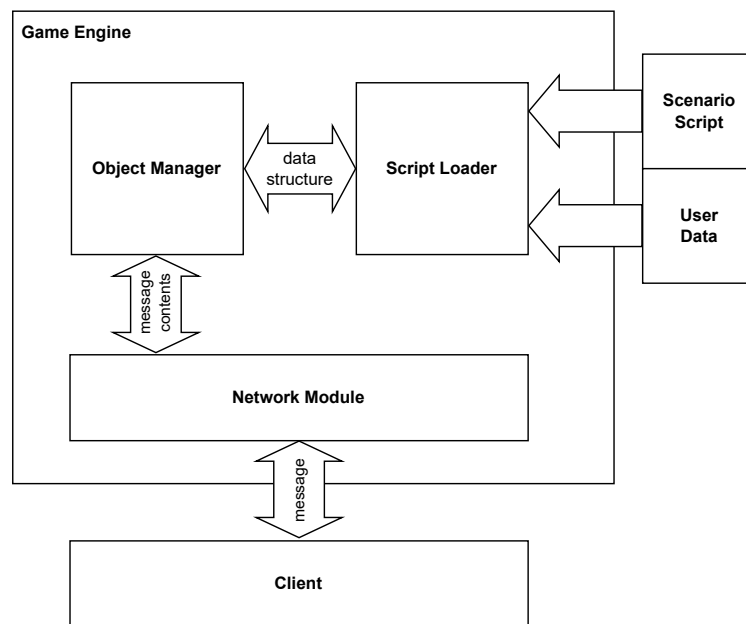 Game Engine
Scenario
Script
Object Manager
data
structure
Script Loader
User
Data
message
contents
Network Module
message
Client